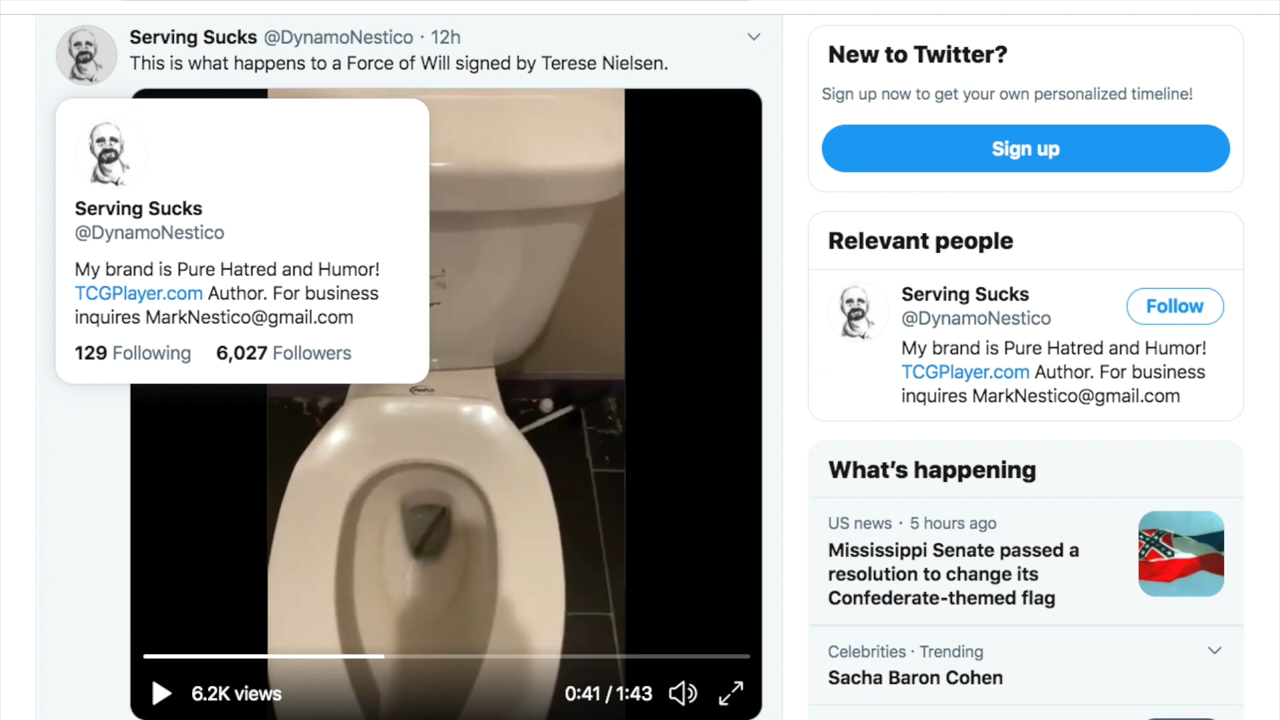 Serving Sucks @DynamoNestico · 12h
This is what happens to a Force of Will signed by Terese Nielsen.
Serving Sucks
@DynamoNestico
My brand is Pure Hatred and Humor!
TCGPlayer.com Author. For business
inquires MarkNestico@gmail.com
129 Following 6,027 Followers
6.2K views
0:41 / 1:43
New to Twitter?
Sign up now to get your own personalized timeline!
Sign up
Relevant people
Serving Sucks
@DynamoNestico
Follow
My brand is Pure Hatred and Humor!
TCGPlayer.com Author. For business
inquires MarkNestico@gmail.com
What's happening
US news · 5 hours ago
Mississippi Senate passed a
resolution to change its
Confederate-themed flag
Celebrities · Trending
Sacha Baron Cohen